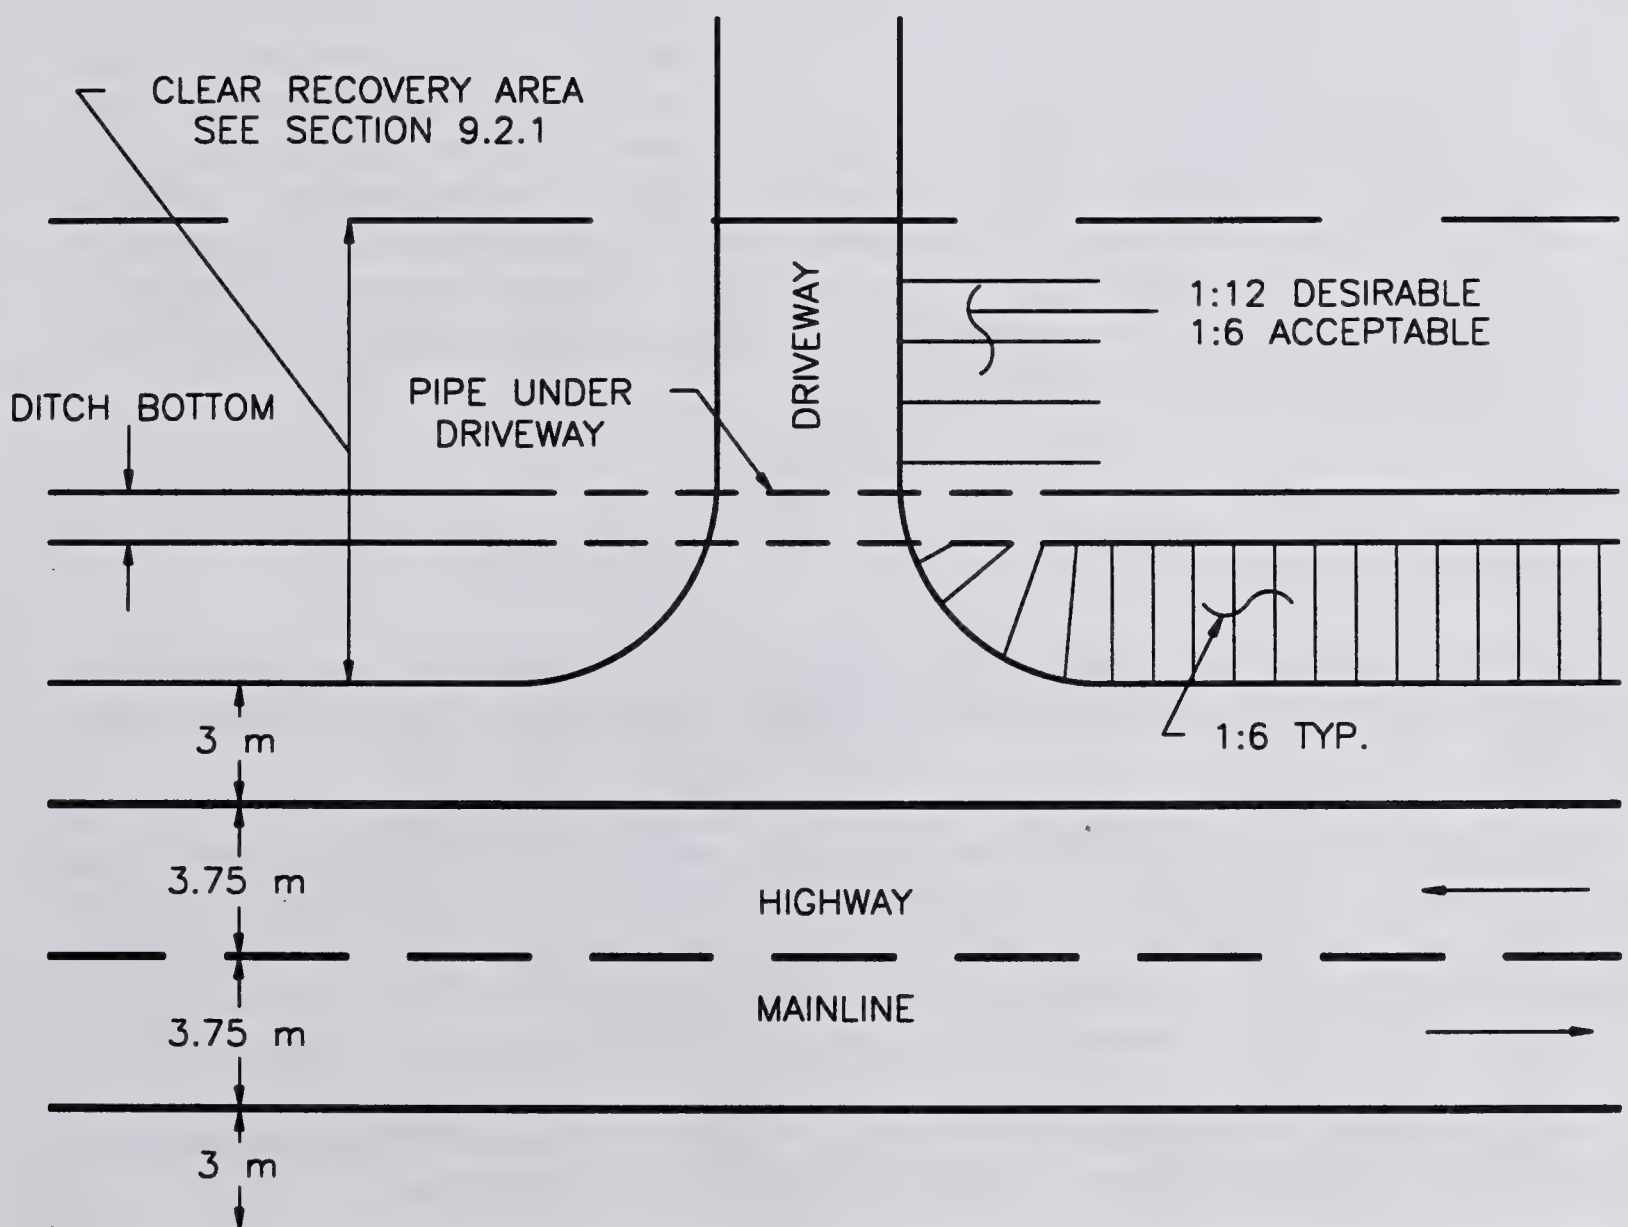 CLEAR RECOVERY AREA
SEE SECTION 9.2.1
1:12 DESIRABLE
1:6 ACCEPTABLE
DRIVEWAY
PIPE UNDER
DRIVEWAY
DITCH BOTTOM
3 m
1:6 TYP.
3.75 m
HIGHWAY
MAINLINE
3.75 m
3 m